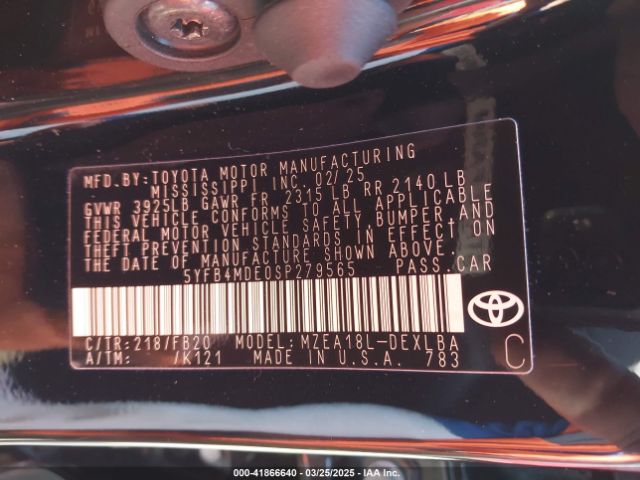 MFD.BY:TOYOTA MOTOR MANUFACTURING
MISSISSIPPI INC. 02/25
GVWR 3925LB GAWR FR 2315 LB RR 2140 LB
THIS VEHICLE CONFORMS TO ALL APPLICABLE
FEDERAL MOTOR VEHICLE SAFETY BUMPER,AND
THEFT PREVENTION STANDARDS IN EFFECT ON
THE DATE OF MANUFACTURE SHOWN ABOVE.
5YFB4MDE0SP279565 PASS.CAR
C/TR:218/FB20 MODEL:MZEA18L-DEXLBA
A/TM: /K121 MADE IN U.S.A. 783
C
000-41866640 - 03/25/2025 - IAA Inc.